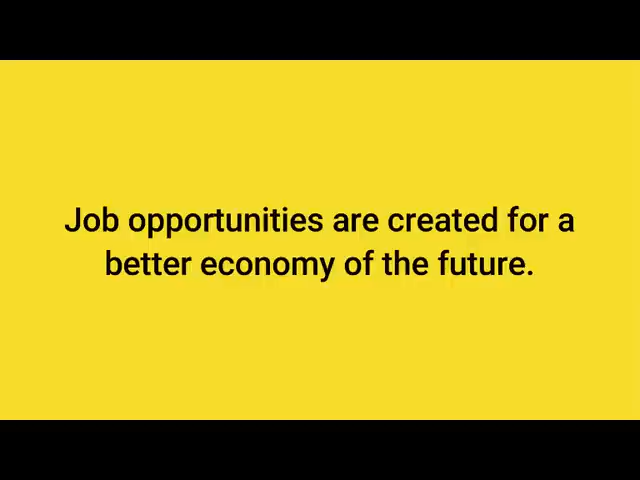 Job opportunities are created for a
better economy of the future.